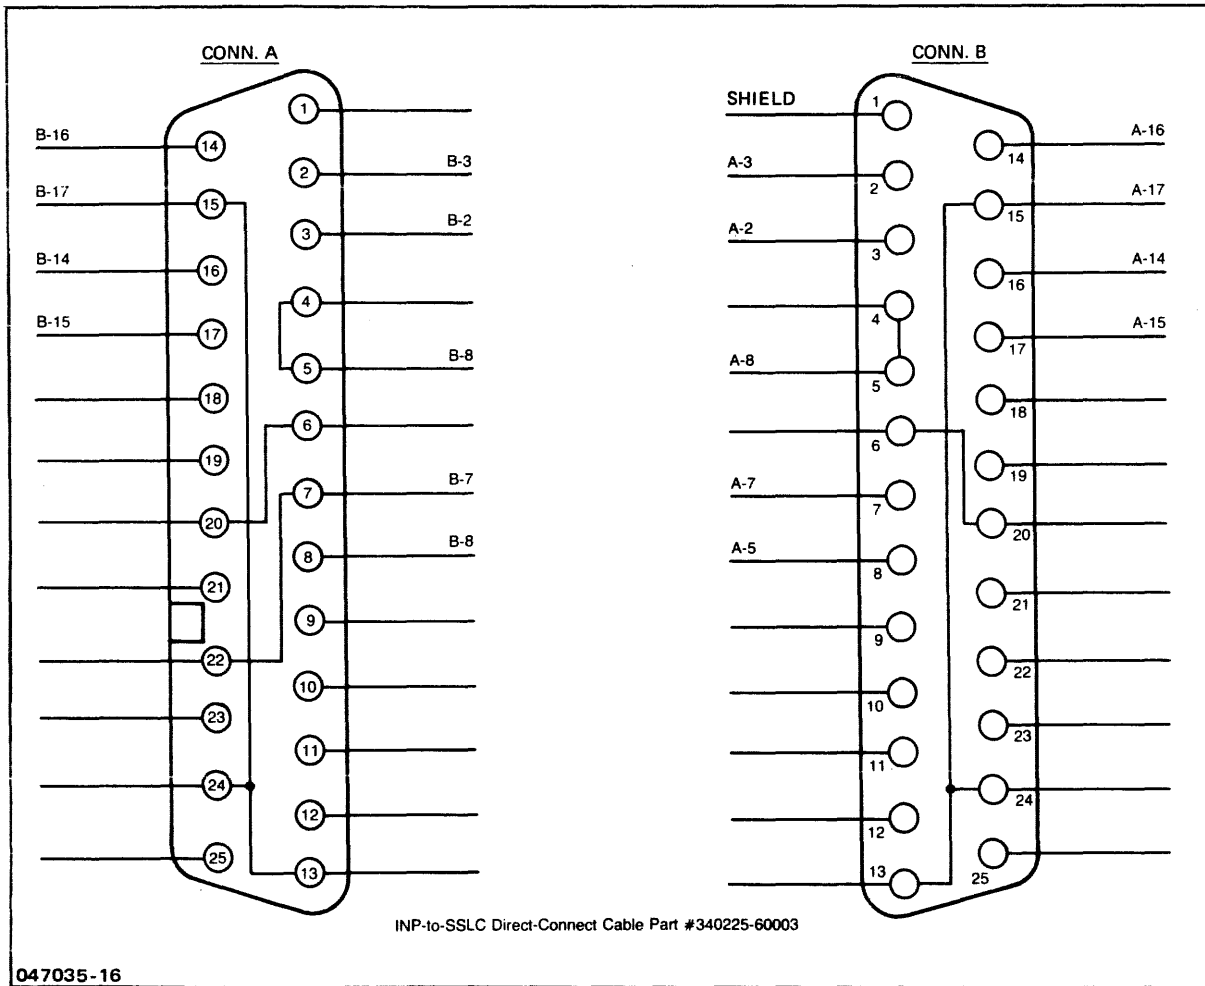 CONN. A
CONN. B
1
SHIELD
1
B-16
14
A-16
14
2
B-3
A-3
2
B-17
15
A-17
15
3
B-2
A-2
3
B-14
16
A-14
16
4
4
B-15
17
A-15
17
5
B-8
A-8
5
18
18
6
6
19
19
7
B-7
A-7
7
20
20
8
B-8
A-5
8
21
21
9
9
22
22
10
10
23
23
11
11
24
24
12
12
25
25
13
13
INP-to-SSLC Direct-Connect Cable Part #340225-60003
047035-16